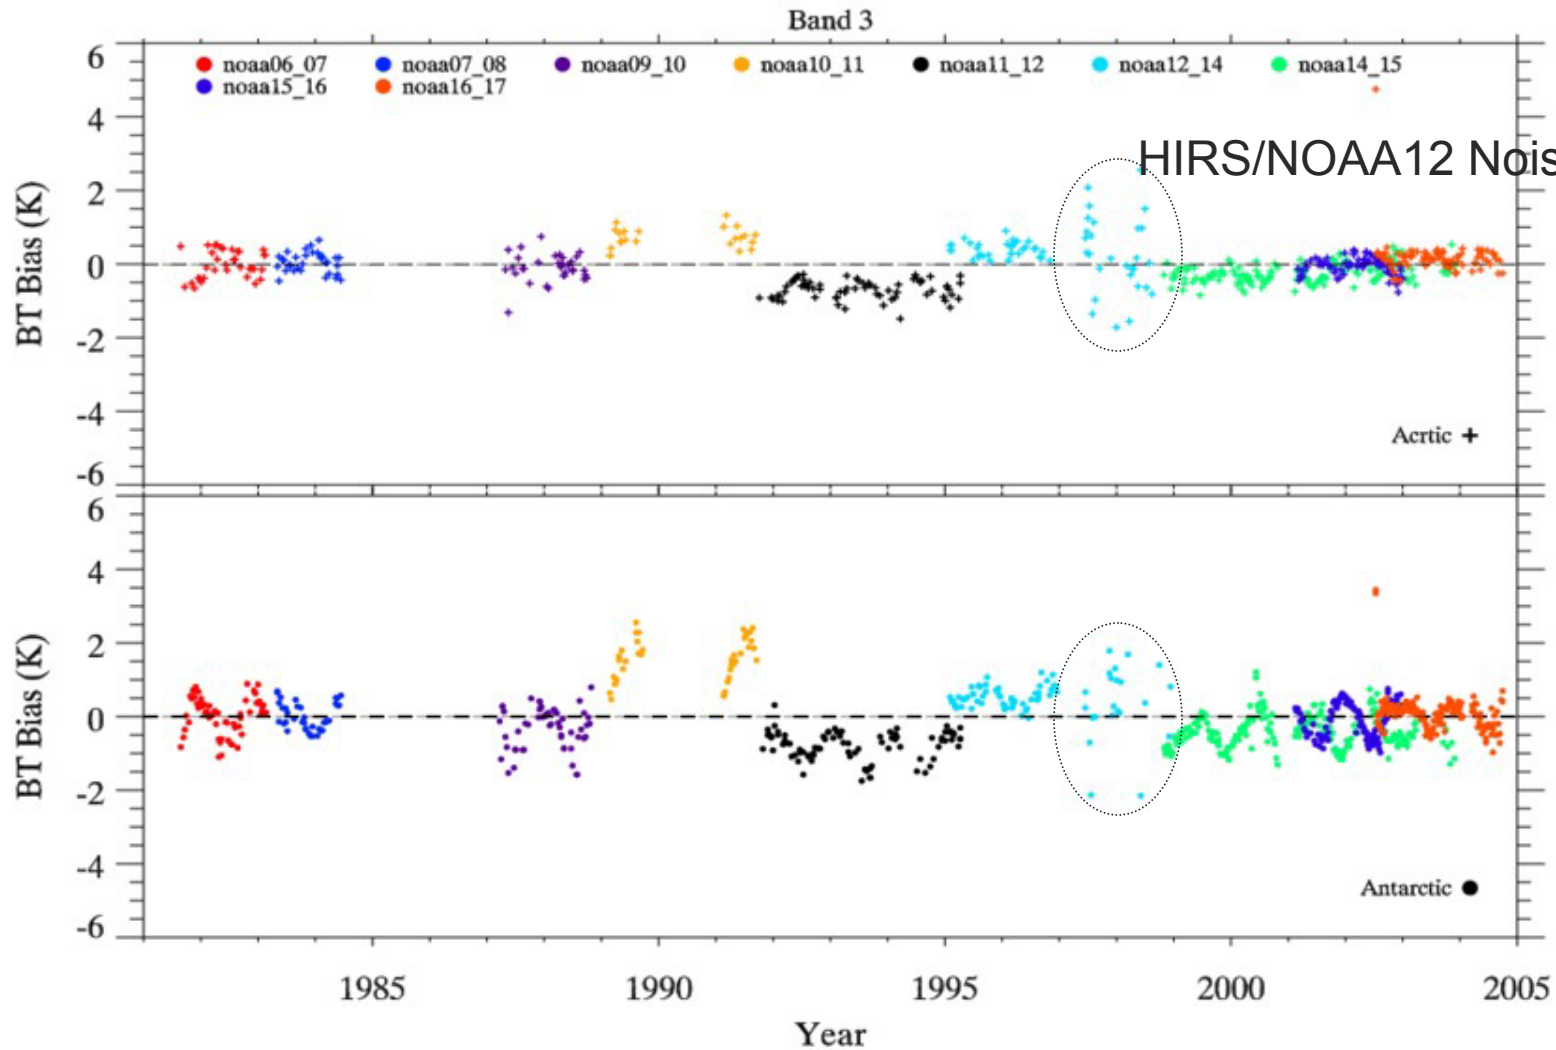 Band 3
6
noaa06_07 noaa07_08 noaa09_10 noaa10_11 noaa11_12 noaa12_14 noaa14_15
noaa15_16 noaa16_17
4
HIRS/NOAA12 Nois
2
BT Bias (K)
0
-2
-4
Acrtic
-6
6
4
2
BT Bias (K)
0
-2
-4
Antarctic
-6
1985 1990 1995 2000 2005
Year